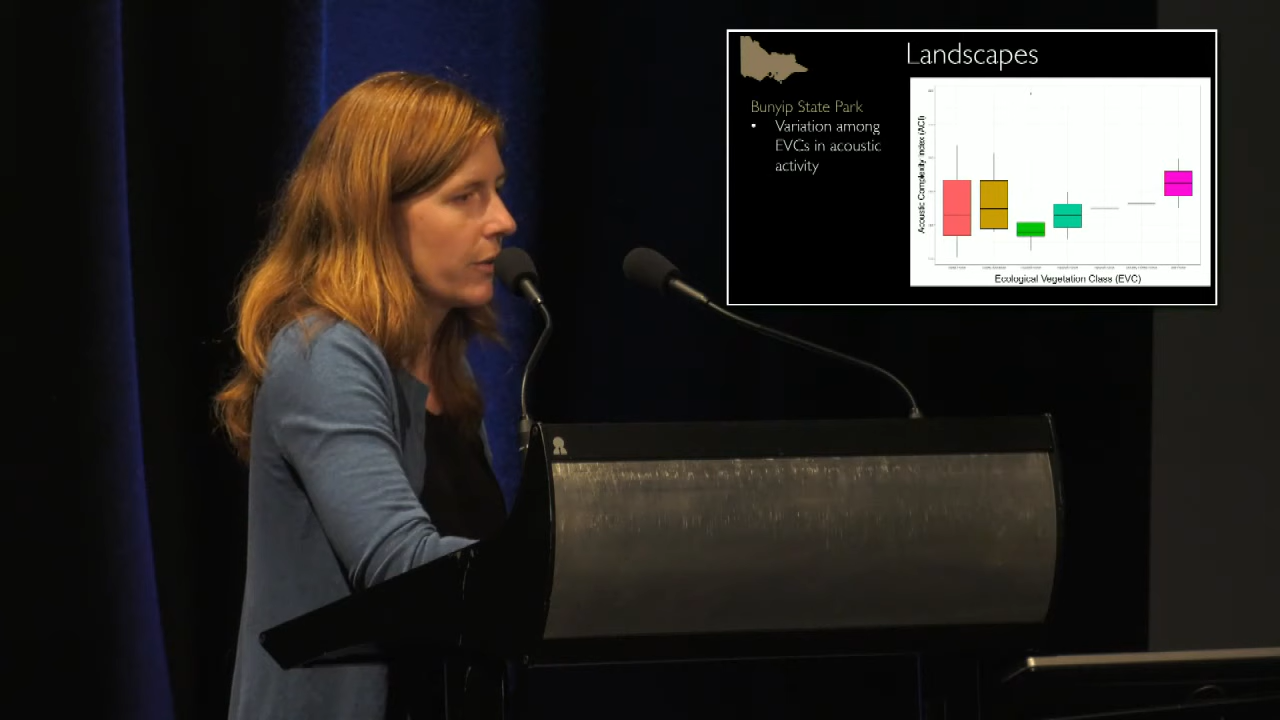 Landscapes
Bunyip State Park
• Variation among
EVCs in acoustic
activity
Acoustic Complexity Index (ACI)
Ecological Vegetation Class (EVC)